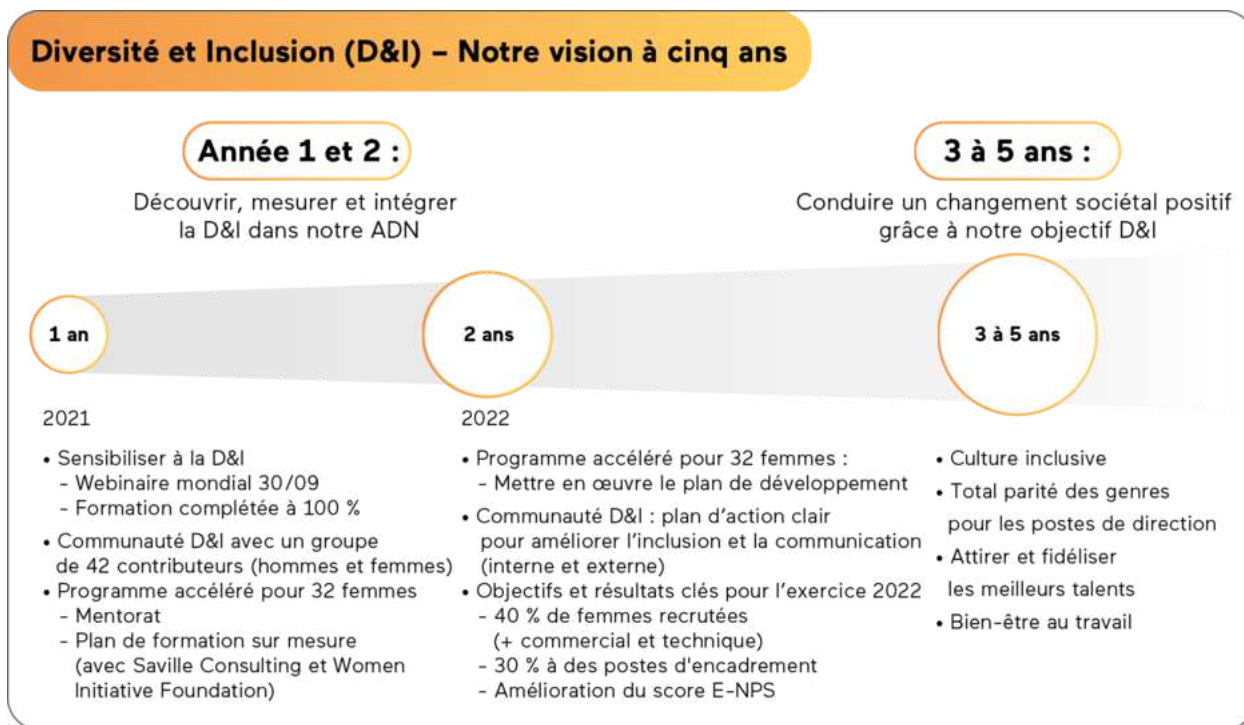 Diversité et Inclusion (D&I) – Notre vision à cinq ans
Année 1 et 2 :
Découvrir, mesurer et intégrer
la D&I dans notre ADN
3 à 5 ans :
Conduire un changement sociétal positif
grâce à notre objectif D&I
1 an
2 ans
3 à 5 ans
2021
• Sensibiliser à la D&I
- Webinaire mondial 30/09
- Formation complétée à 100 %
• Communauté D&I avec un groupe
de 42 contributeurs (hommes et femmes)
• Programme accéléré pour 32 femmes
- Mentorat
- Plan de formation sur mesure
(avec Saville Consulting et Women
Initiative Foundation)
2022
• Programme accéléré pour 32 femmes :
- Mettre en œuvre le plan de développement
• Communauté D&I : plan d'action clair
pour améliorer l'inclusion et la communication
(interne et externe)
• Objectifs et résultats clés pour l'exercice 2022
- 40 % de femmes recrutées
(+ commercial et technique)
- 30 % à des postes d'encadrement
- Amélioration du score E-NPS
• Culture inclusive
• Total parité des genres
pour les postes de direction
• Attirer et fidéliser
les meilleurs talents
• Bien-être au travail